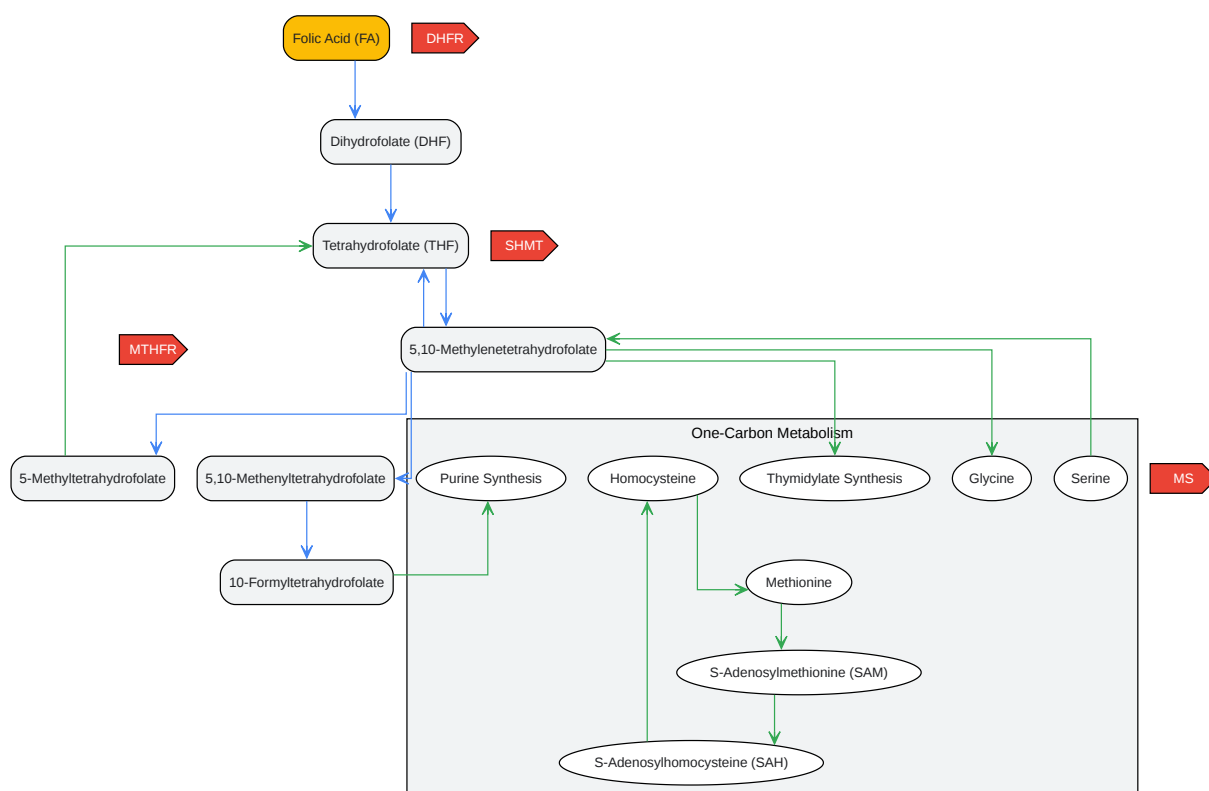 Folic Acid (FA)
DHFR
Dihydrofolate (DHF)
Tetrahydrofolate (THF)
SHMT
MTHFR
5,10-Methylenetetrahydrofolate
One-Carbon Metabolism
5-Methyltetrahydrofolate
5,10-Methenyltetrahydrofolate
Purine Synthesis
Homocysteine
Thymidylate Synthesis
Glycine
Serine
MS
10-Formyltetrahydrofolate
Methionine
S-Adenosylmethionine (SAM)
S-Adenosylhomocysteine (SAH)